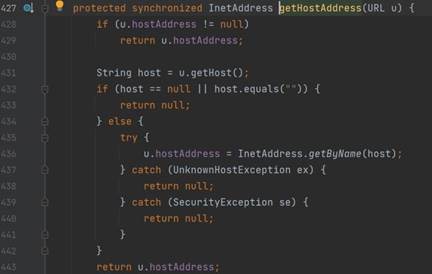 427 protected synchronized InetAddress getHostAddress(URL u) {
428 if (u.hostAddress != null)
429 return u.hostAddress;
430
431 String host = u.getHost();
432 if (host == null || host.equals("")) {
433 return null;
434 } else {
435 try {
436 u.hostAddress = InetAddress.getByName(host);
437 } catch (UnknownHostException ex) {
438 return null;
439 } catch (SecurityException se) {
440 return null;
441 }
442 }
443 return u.hostAddress;